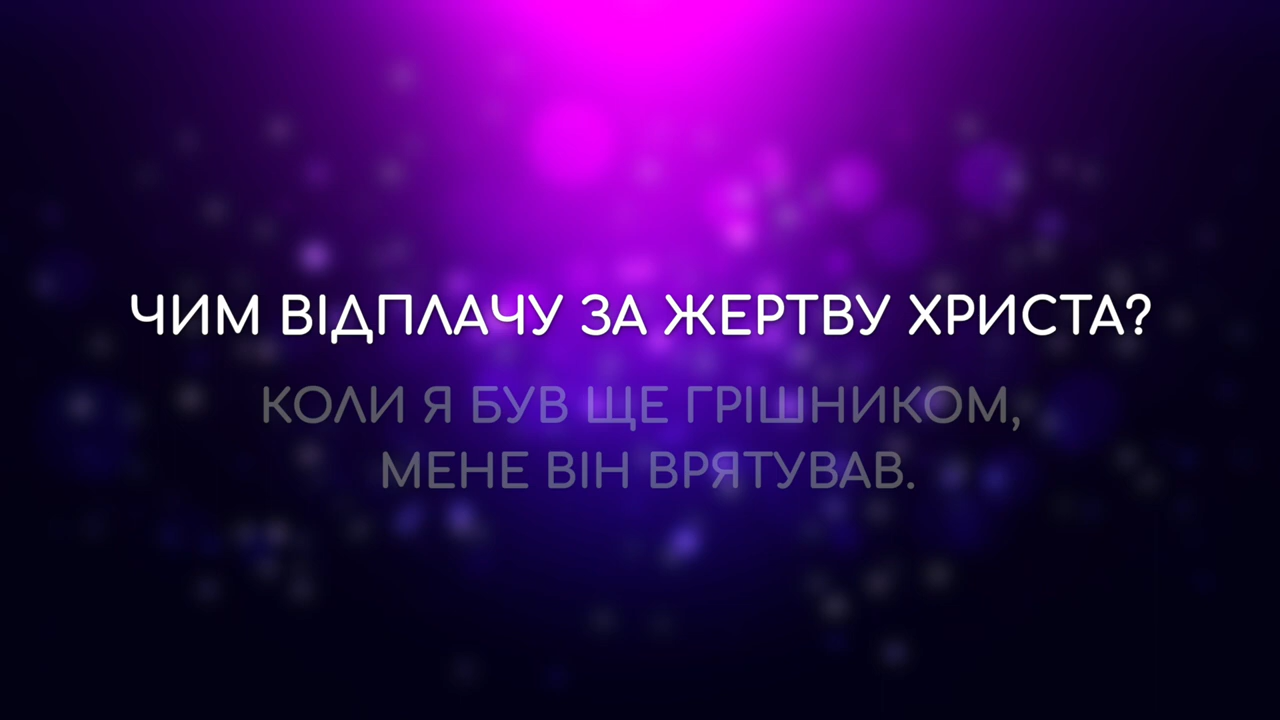 ЧИМ ВІДПЛАЧУ ЗА ЖЕРТВУ ХРИСТА?
КОЛИ Я БУВ ЩЕ ГРІШНИКОМ,
МЕНЕ ВІН ВРЯТУВАВ.